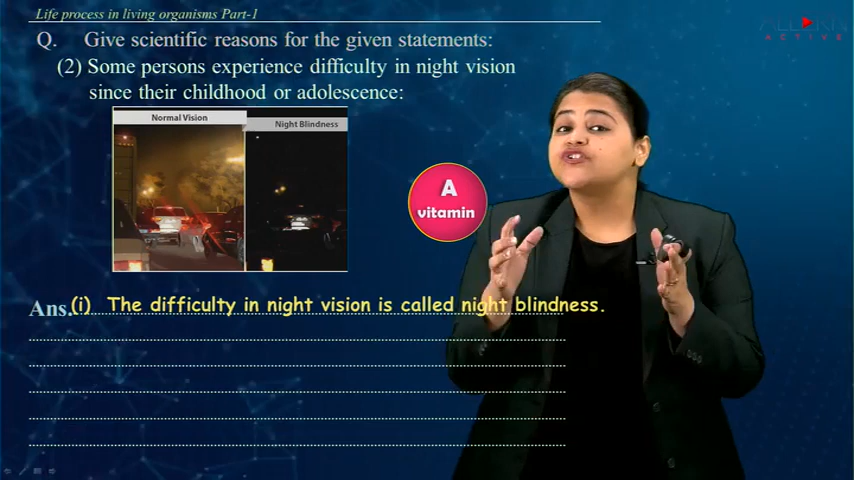 Life process in living organisms Part-1
Q. Give scientific reasons for the given statements:
(2) Some persons experience difficulty in night vision
since their childhood or adolescence:
Normal Vision
Night Blindness
A
vitamin
Ans.(i) The difficulty in night vision is called night blindness.
ACTIVE